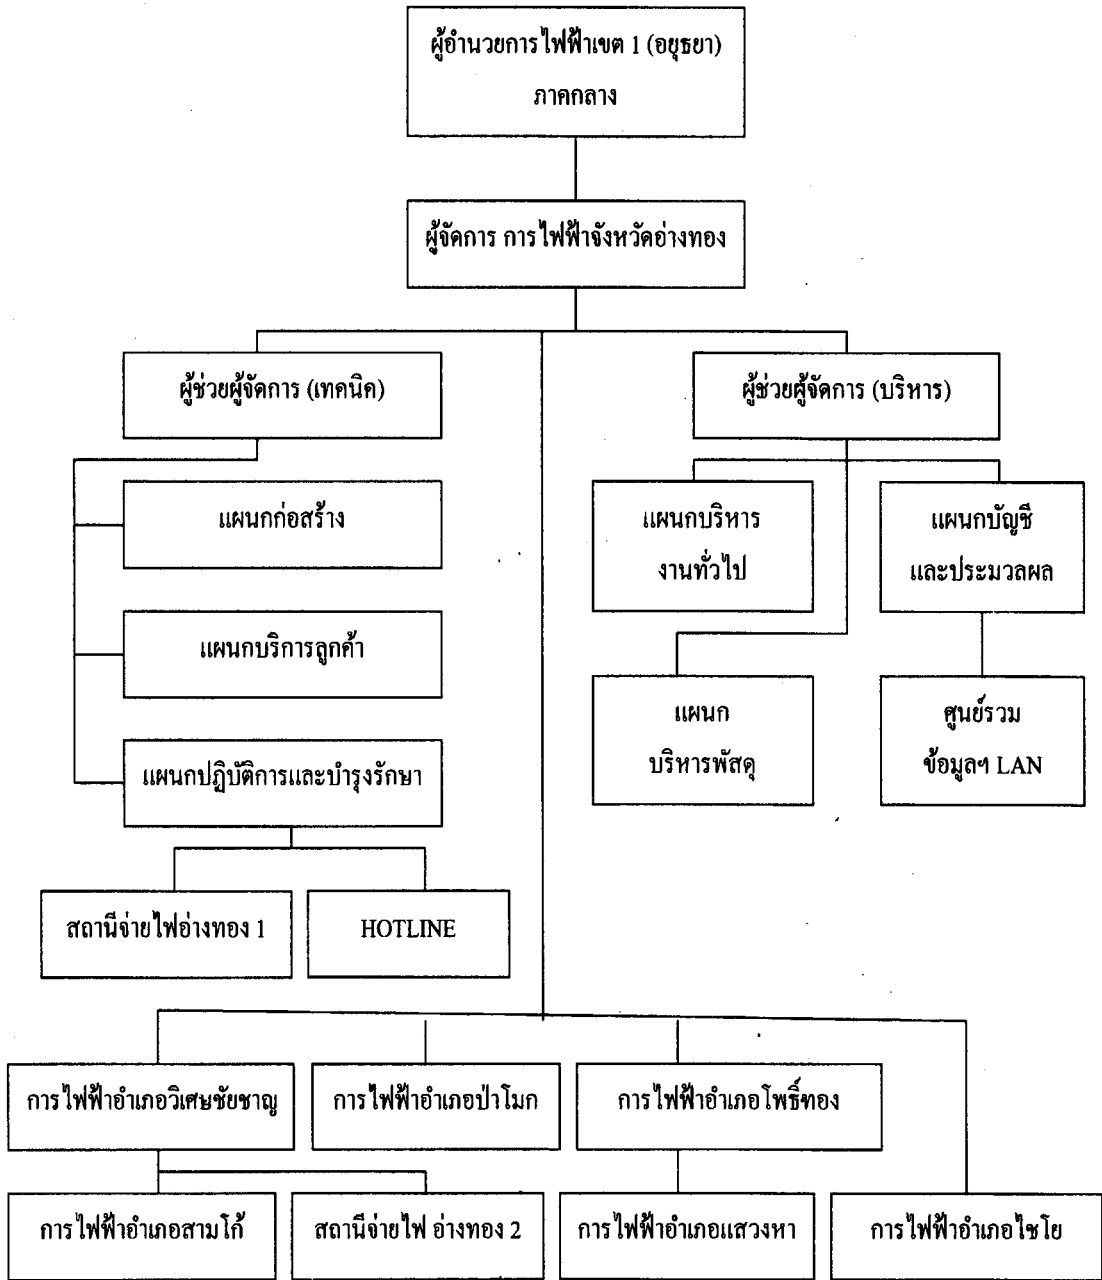 ผู้อำนวยการ ไฟฟ้าเขต 1 (อยุธยา)
ภาคกลาง
ผู้จัดการ การไฟฟ้าจังหวัดอ่างทอง
ผู้ช่วยผู้จัดการ (เทคนิค)
ผู้ช่วยผู้จัดการ (บริหาร)
แผนกก่อสร้าง
แผนกบริการลูกค้า
แผนกปฏิบัติการและบำรุงรักษา
สถานีจ่ายไฟอ่างทอง 1
HOTLINE
แผนกบริหาร
งานทั่วไป
แผนกบัญชี
และประมวลผล
แผนก
บริหารพัสดุ
ศูนย์รวม
ข้อมูลฯ LAN
การไฟฟ้าอำเภอวิเศษชัยชาญ
การไฟฟ้าอำเภอป่าโมก
การไฟฟ้าอำเภอโพธิ์ทอง
การไฟฟ้าอำเภอสามโก้
สถานีจ่ายไฟ อ่างทอง 2
การไฟฟ้าอำเภอแสวงหา
การไฟฟ้าอำเภอไชโย